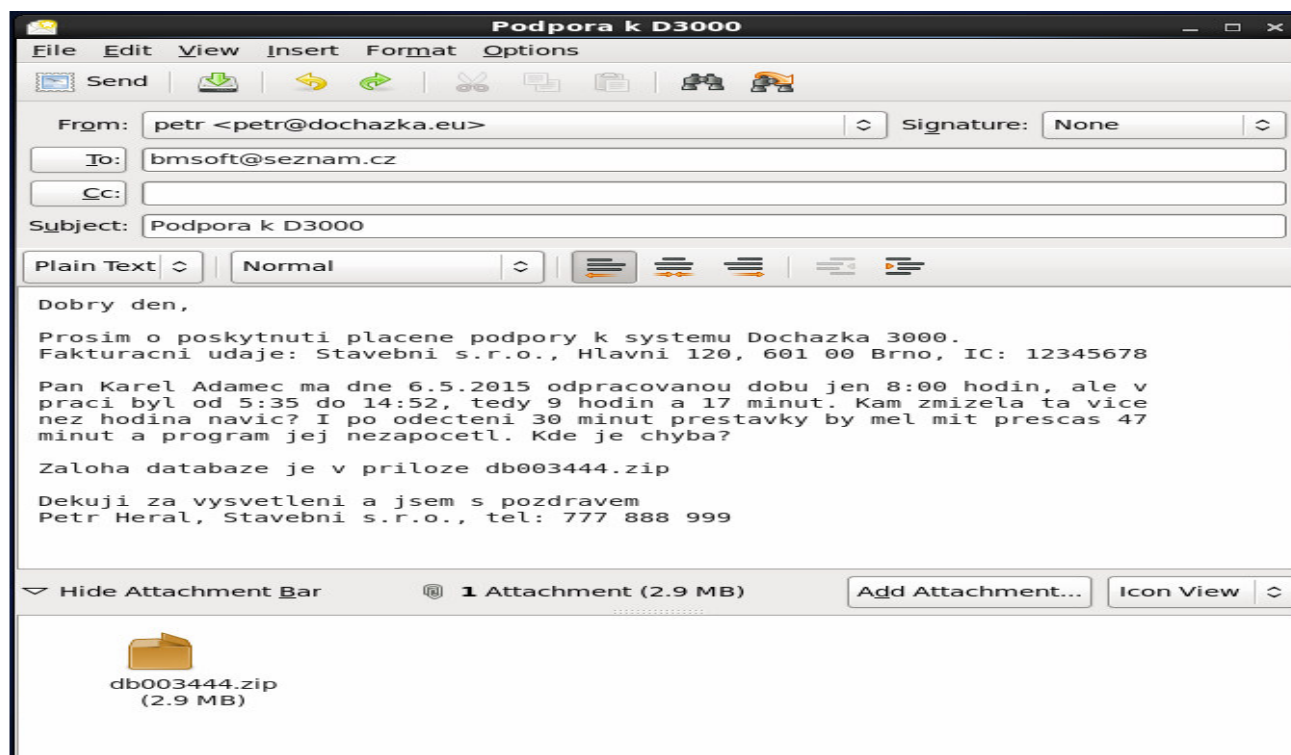 Podpora k D3000
File Edit View Insert Format Options
Send
From: petr <petr@dochazka.eu> Signature: None
To: bmsoft@seznam.cz
Cc:
Subject: Podpora k D3000
Plain Text Normal
Dobry den,
Prosim o poskytnuti placene podpory k systemu Dochazka 3000.
Fakturacni udaje: Stavebni s.r.o., Hlavni 120, 601 00 Brno, IC: 12345678
Pan Karel Adamec ma dne 6.5.2015 odpracovanou dobu jen 8:00 hodin, ale v
praci byl od 5:35 do 14:52, tedy 9 hodin a 17 minut. Kam zmizela ta vice
nez hodina navic? I po odecteni 30 minut prestavky by mel mit prescas 47
minut a program jej nezapocetl. Kde je chyba?
Zaloha databaze je v priloze db003444.zip
Dekuji za vysvetleni a jsem s pozdravem
Petr Heral, Stavebni s.r.o., tel: 777 888 999
Hide Attachment Bar 1 Attachment (2.9 MB) Add Attachment... Icon View
db003444.zip
(2.9 MB)